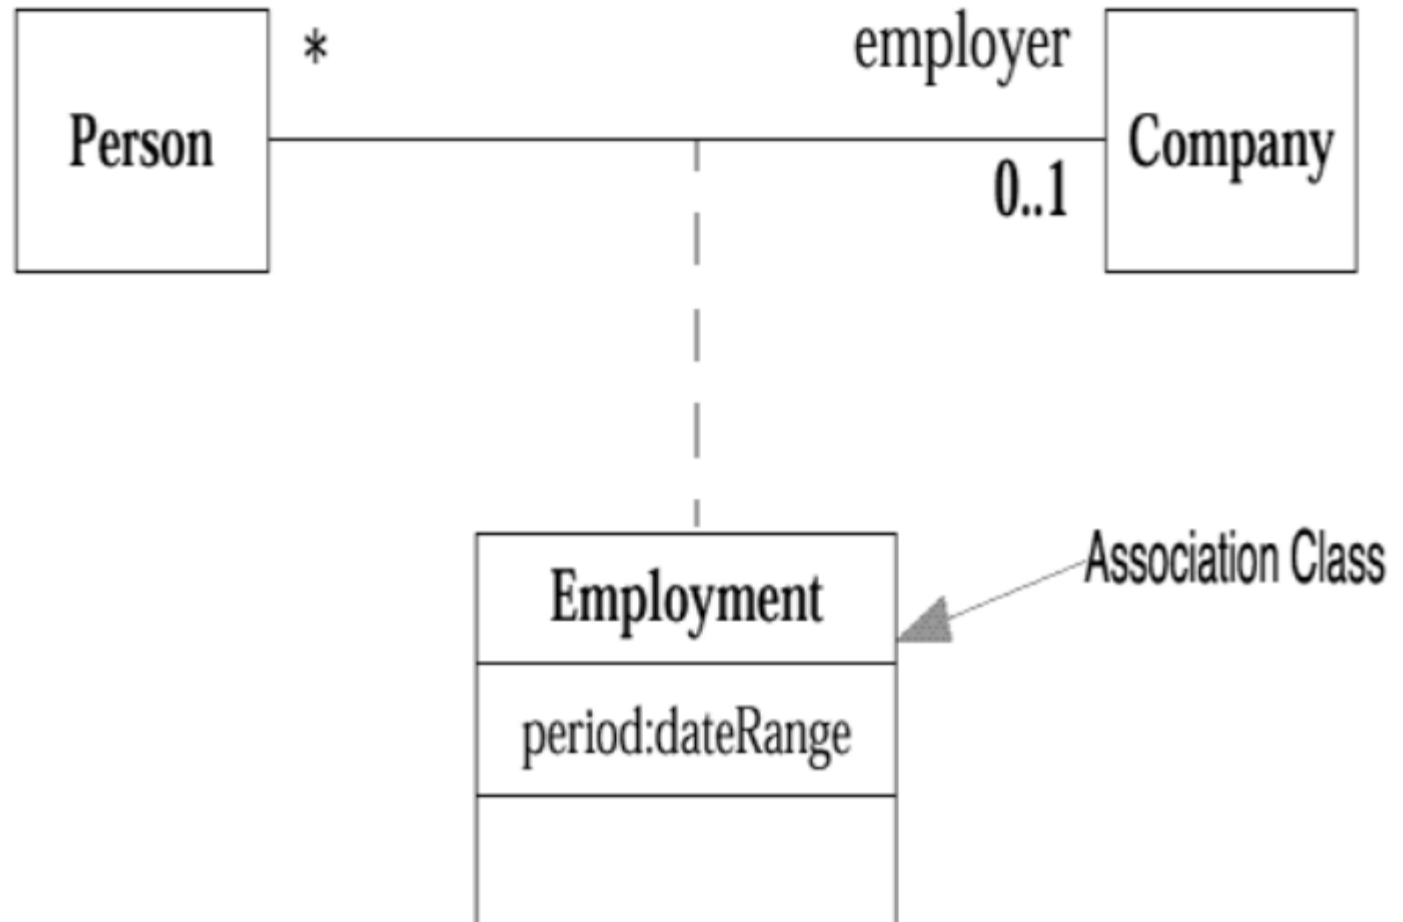 * employer
Person Company
0..1
Employment
Association Class
period:dateRange